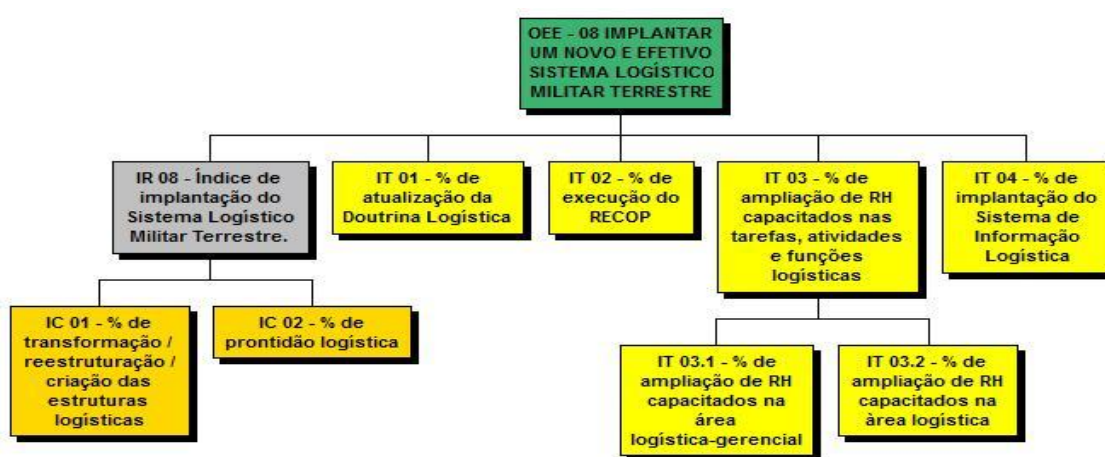 OEE - 08 IMPLANTAR
UM NOVO E EFETIVO
SISTEMA LOGÍSTICO
MILITAR TERRESTRE
IR 08 - Índice de
implantação do
Sistema Logístico
Militar Terrestre.
IT 01 - % de
atualização da
Doutrina Logística
IT 02 - % de
execução do
RECOP
IT 03 - % de
ampliação de RH
capacitados nas
tarefas, atividades
e funções
logísticas
IT 04 - % de
implantação do
Sistema de
Informação
Logística
IC 01 - % de
transformação /
reestruturação /
criação das
estruturas
logísticas
IC 02 - % de
prontidão logística
IT 03.1 - % de
ampliação de RH
capacitados na
área
logística-gerencial
IT 03.2 - % de
ampliação de RH
capacitados na
àrea logística